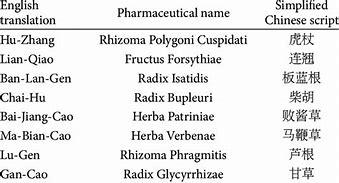 English translation Pharmaceutical name Simplified Chinese script
Hu-Zhang Rhizoma Polygoni Cuspidati 虎杖
Lian-Qiao Fructus Forsythiae 连翘
Ban-Lan-Gen Radix Isatidis 板蓝根
Chai-Hu Radix Bupleuri 柴胡
Bai-Jiang-Cao Herba Patriniae 败酱草
Ma-Bian-Cao Herba Verbenae 马鞭草
Lu-Gen Rhizoma Phragmitis 芦根
Gan-Cao Radix Glycyrrhizae 甘草